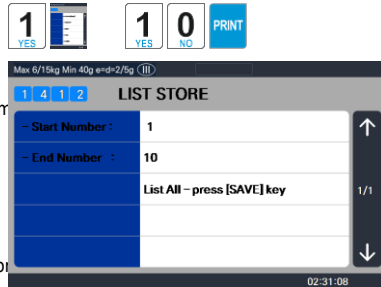 1 YES 1 YES 0 NO PRINT
Max 6/15kg Min 40g e=d=2/5g (III)
1 4 1 2 LIST STORE
- Start Number : 1
- End Number : 10
List All - press [SAVE] key
1/1
02:31:08